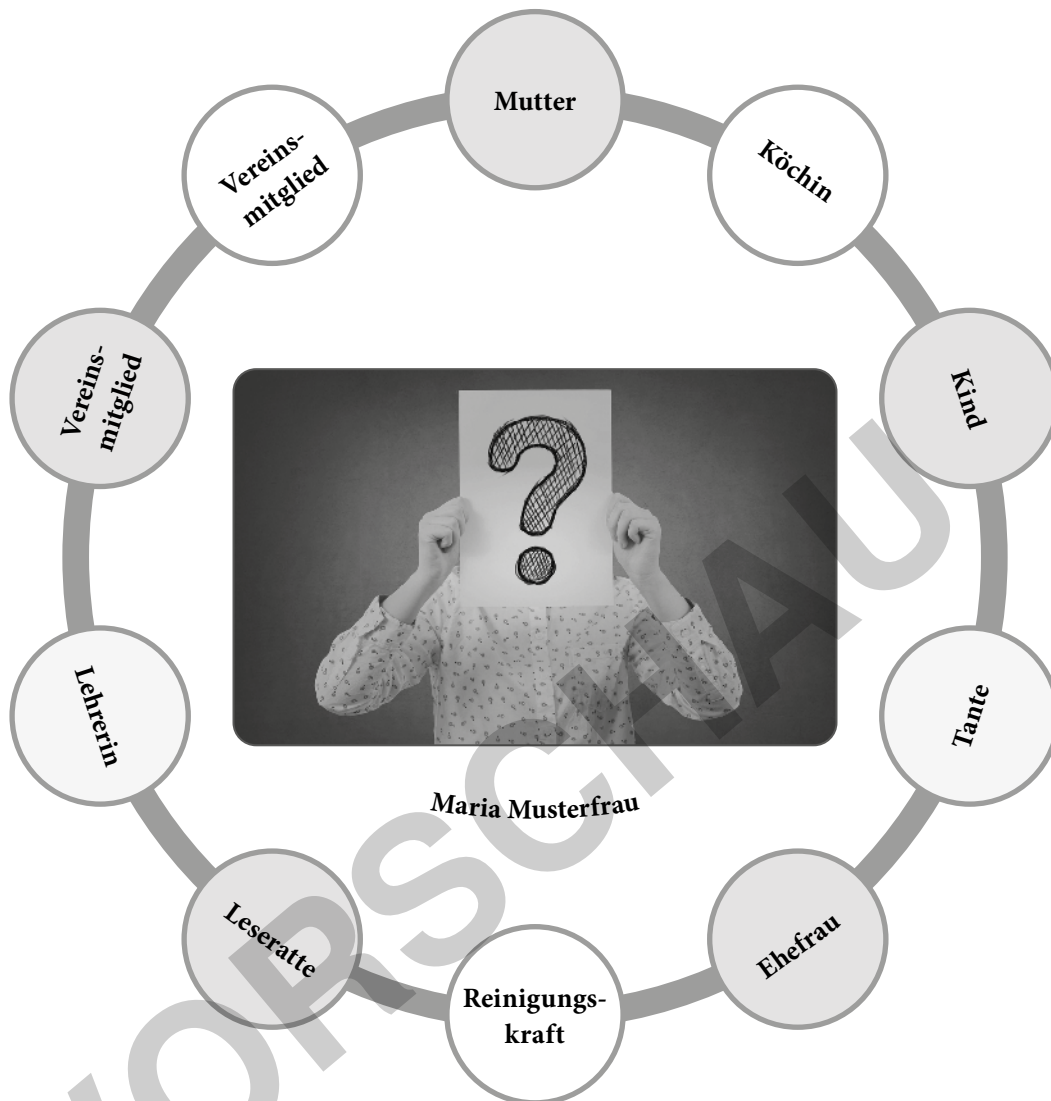 Mutter
Köchin
Kind
Tante
Ehefrau
Reinigungs-
kraft
Leseratte
Lehrerin
Vereins-
mitglied
Vereins-
mitglied
?
Maria Musterfrau
VORSCHAU